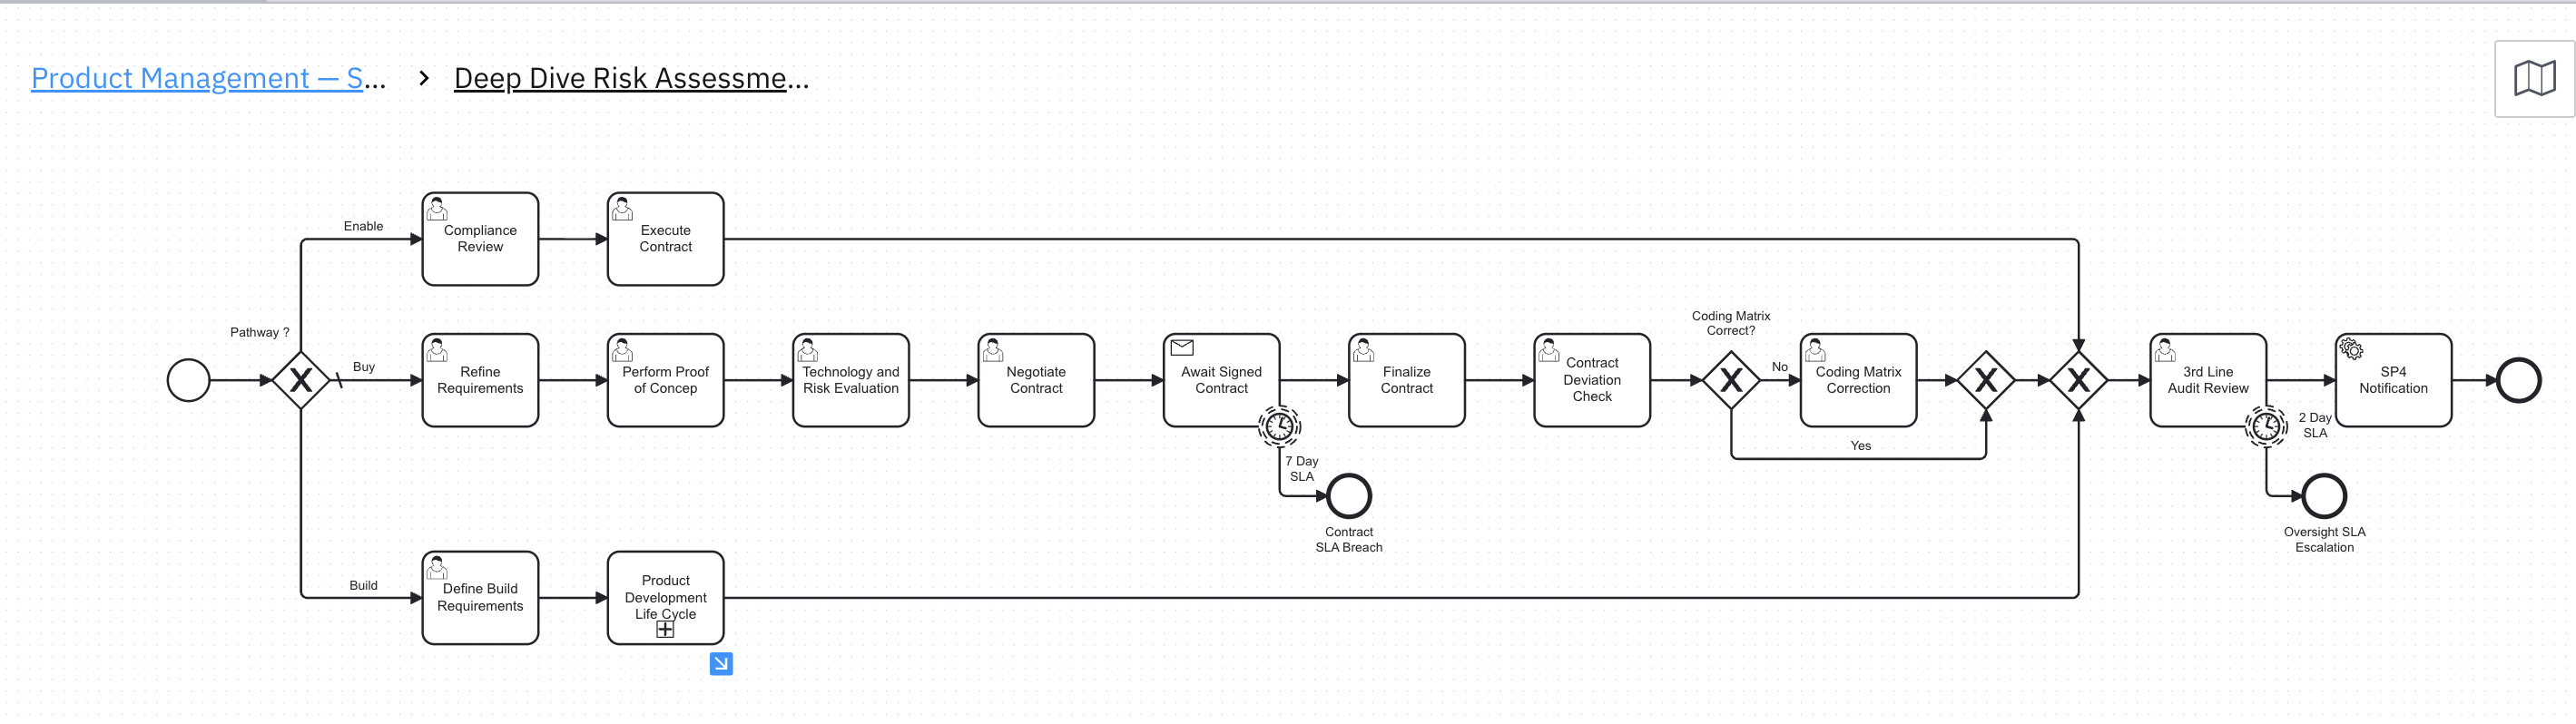 Product Management — S...
Deep Dive Risk Assessme...
Enable
Compliance
Review
Execute
Contract
Pathway ?
Buy
Refine
Requirements
Perform Proof
of Concep
Technology and
Risk Evaluation
Negotiate
Contract
Await Signed
Contract
7 Day
SLA
Contract
SLA Breach
Finalize
Contract
Contract
Deviation
Check
Coding Matrix
Correct?
No
Yes
Coding Matrix
Correction
3rd Line
Audit Review
2 Day
SLA
Oversight SLA
Escalation
SP4
Notification
Build
Define Build
Requirements
Product
Development
Life Cycle